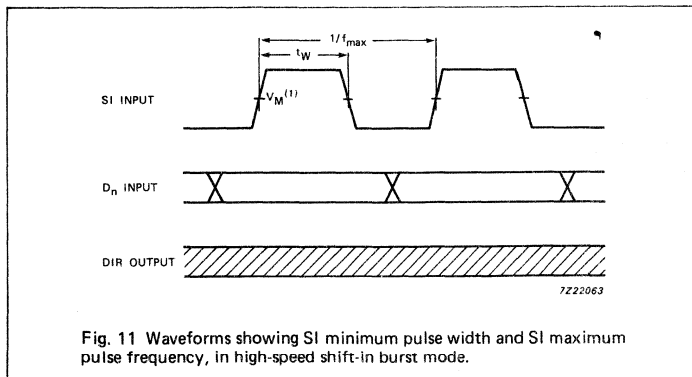 1/fmax
tW
SI INPUT
VM(1)
Dn INPUT
DIR OUTPUT
7Z22063
Fig. 11 Waveforms showing SI minimum pulse width and SI maximum
pulse frequency, in high-speed shift-in burst mode.